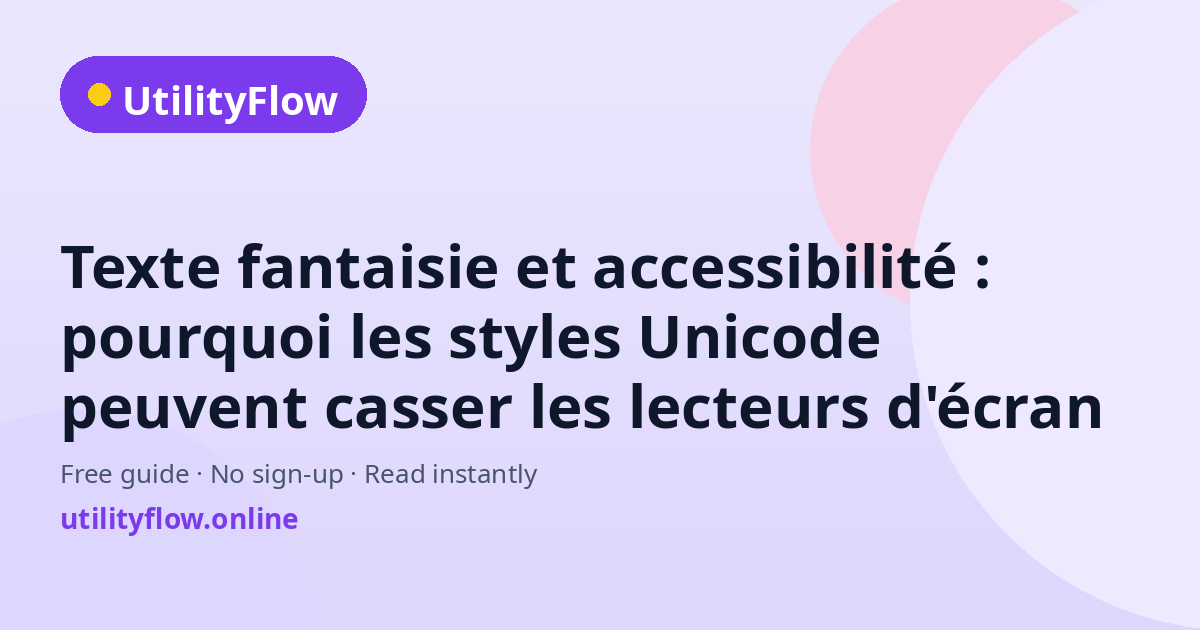 UtilityFlow
Texte fantaisie et accessibilité :
pourquoi les styles Unicode
peuvent casser les lecteurs d'écran
Free guide · No sign-up · Read instantly
utilityflow.online